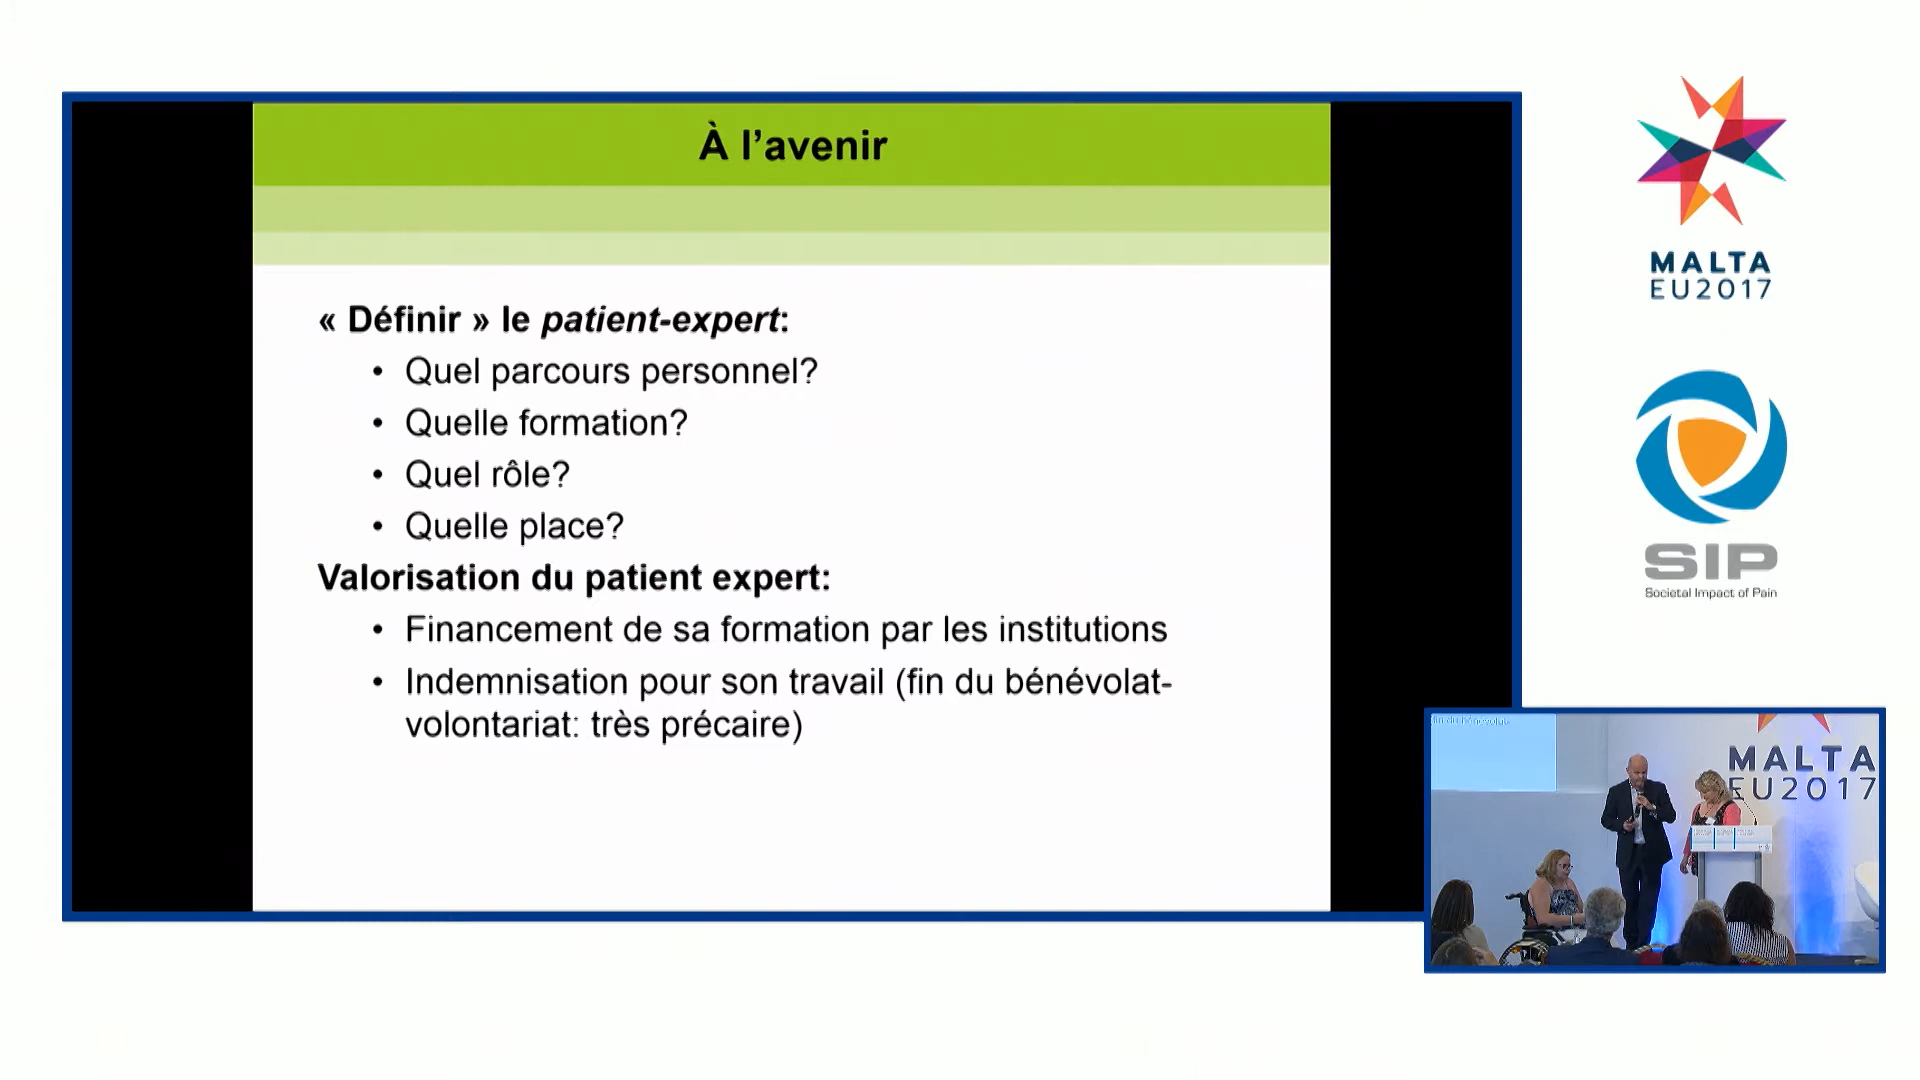 À l’avenir
« Définir » le patient-expert:
• Quel parcours personnel?
• Quelle formation?
• Quel rôle?
• Quelle place?
Valorisation du patient expert:
• Financement de sa formation par les institutions
• Indemnisation pour son travail (fin du bénévolat-
volontariat: très précaire)
MALTA
EU2017
SIP
Societal Impact of Pain
MALTA
EU2017